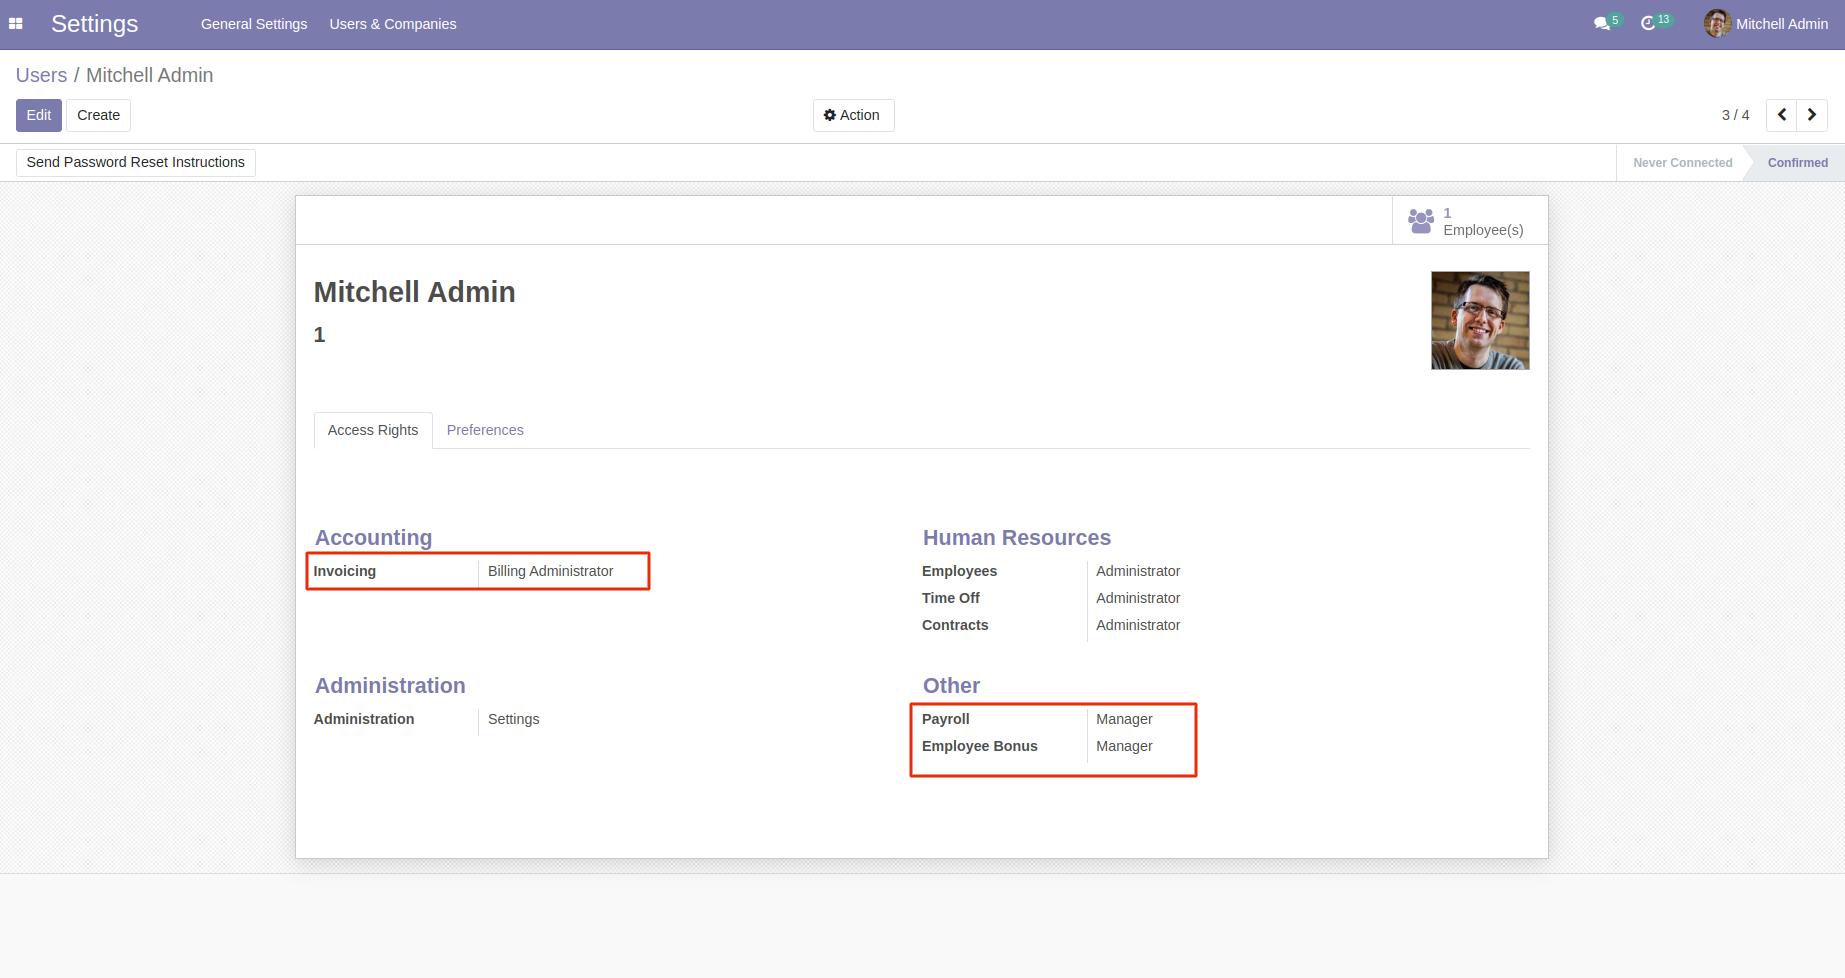 Settings General Settings Users & Companies 5 13 Mitchell Admin
Users / Mitchell Admin
Edit Create Action 3 / 4
Send Password Reset Instructions Never Connected Confirmed
1
Employee(s)
Mitchell Admin
1
Access Rights Preferences
Accounting
Invoicing Billing Administrator
Human Resources
Employees Administrator
Time Off Administrator
Contracts Administrator
Administration
Administration Settings
Other
Payroll Manager
Employee Bonus Manager